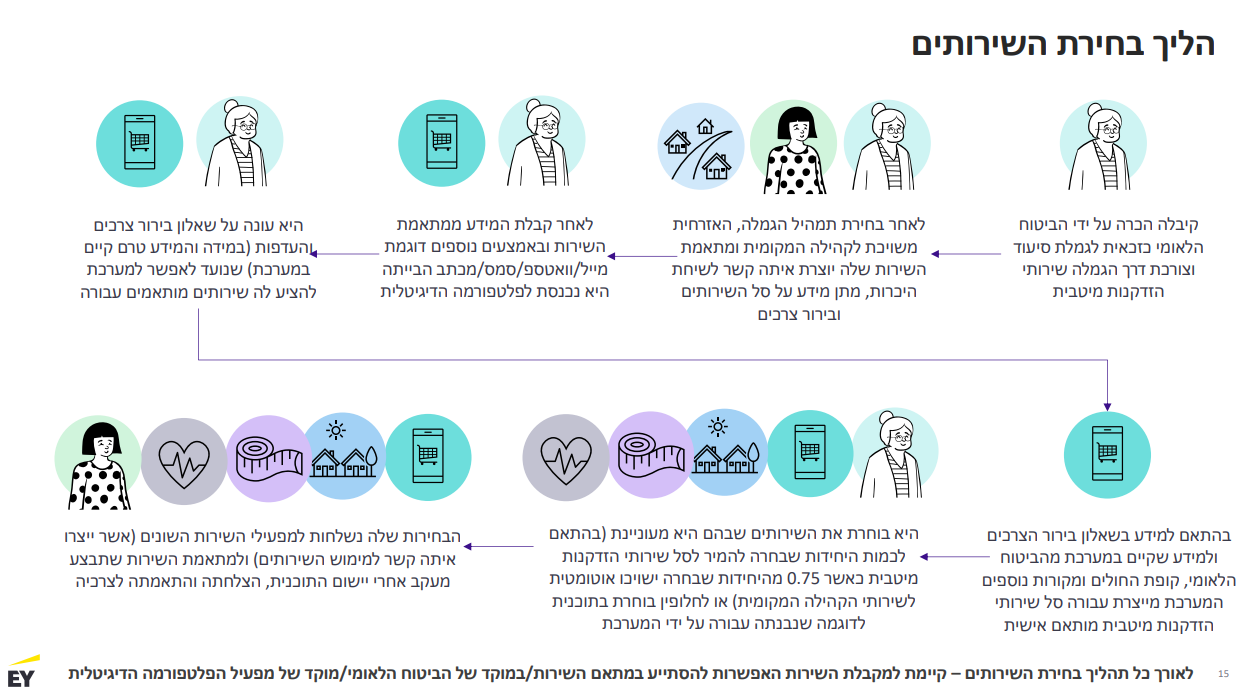 הליך בחירת השירותים
קיבלה הכרה על ידי הביטוח
הלאומי כזכאית לגמלת סיעוד
וצורכת דרך הגמלה שירותי
הזדקנות מיטבית
לאחר בחירת תמהיל הגמלה, האזרחית
משויכת לקהילה המקומית ומתאמת
השירות שלה יוצרת איתה קשר לשיחת
היכרות, מתן מידע על סל השירותים
ובירור צרכים
לאחר קבלת המידע ממתאמת
השירות ובאמצעים נוספים דוגמת
מייל/וואטספ/סמס/מכתב הבייתה
היא נכנסת לפלטפורמה הדיגיטלית
היא עונה על שאלון בירור צרכים
והעדפות (במידה והמידע טרם קיים
במערכת) שנועד לאפשר למערכת
להציע לה שירותים מותאמים עבורה
בהתאם למידע בשאלון בירור הצרכים
ולמידע שקיים במערכת מהביטוח
הלאומי, קופת החולים ומקורות נוספים
המערכת מייצרת עבורה סל שירותי
הזדקנות מיטבית מותאם אישית
היא בוחרת את השירותים שבהם היא מעוניינת (בהתאם
לכמות היחידות שבחרה להמיר לסל שירותי הזדקנות
מיטבית כאשר 0.75 מהיחידות שבחרה ישויכו אוטומטית
לשירותי הקהילה המקומית) או לחלופין בוחרת בתוכנית
לדוגמה שנבנתה עבורה על ידי המערכת
הבחירות שלה נשלחות למפעילי השירות השונים (אשר ייצרו
איתה קשר למימוש השירותים) ולמתאמת השירות שתבצע
מעקב אחרי יישום התוכנית, הצלחתה והתאמתה לצרכיה
לאורך כל תהליך בחירת השירותים – קיימת למקבלת השירות האפשרות להסתייע במתאם השירות/במוקד של הביטוח הלאומי/מוקד של מפעיל הפלטפורמה הדיגיטלית
15
EY